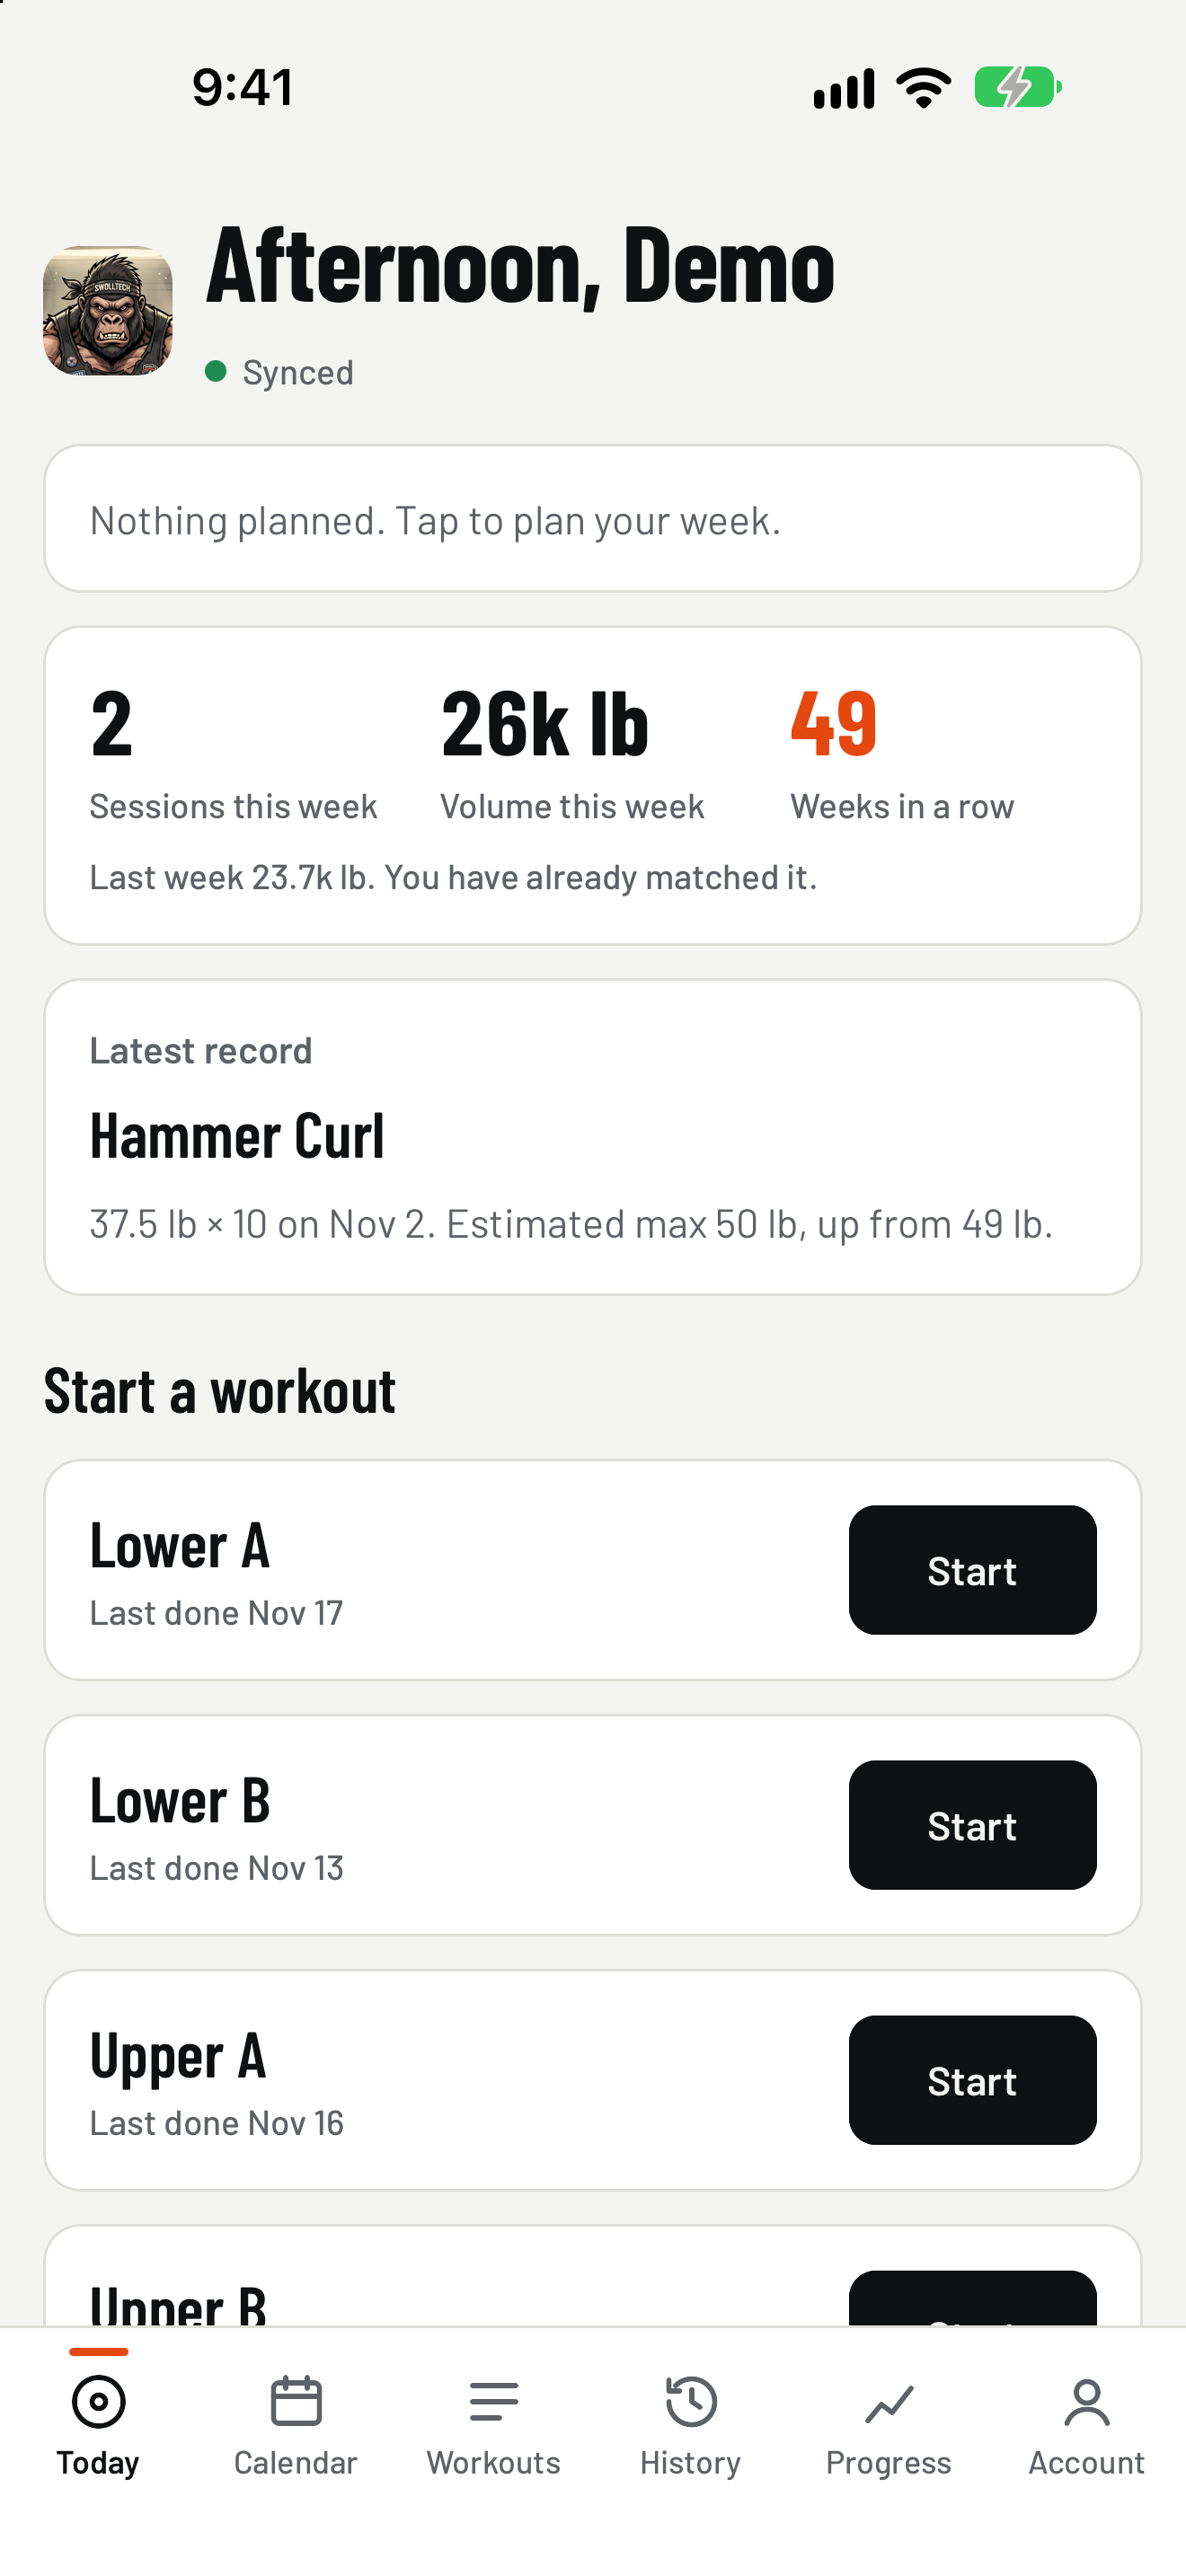 9:41
SWOLLTECH
Afternoon, Demo
Synced
Nothing planned. Tap to plan your week.
2
26k lb
49
Sessions this week
Volume this week
Weeks in a row
Last week 23.7k lb. You have already matched it.
Latest record
Hammer Curl
37.5 lb × 10 on Nov 2. Estimated max 50 lb, up from 49 lb.
Start a workout
Lower A
Last done Nov 17
Start
Lower B
Last done Nov 13
Start
Upper A
Last done Nov 16
Start
Upper B
Today
Calendar
Workouts
History
Progress
Account